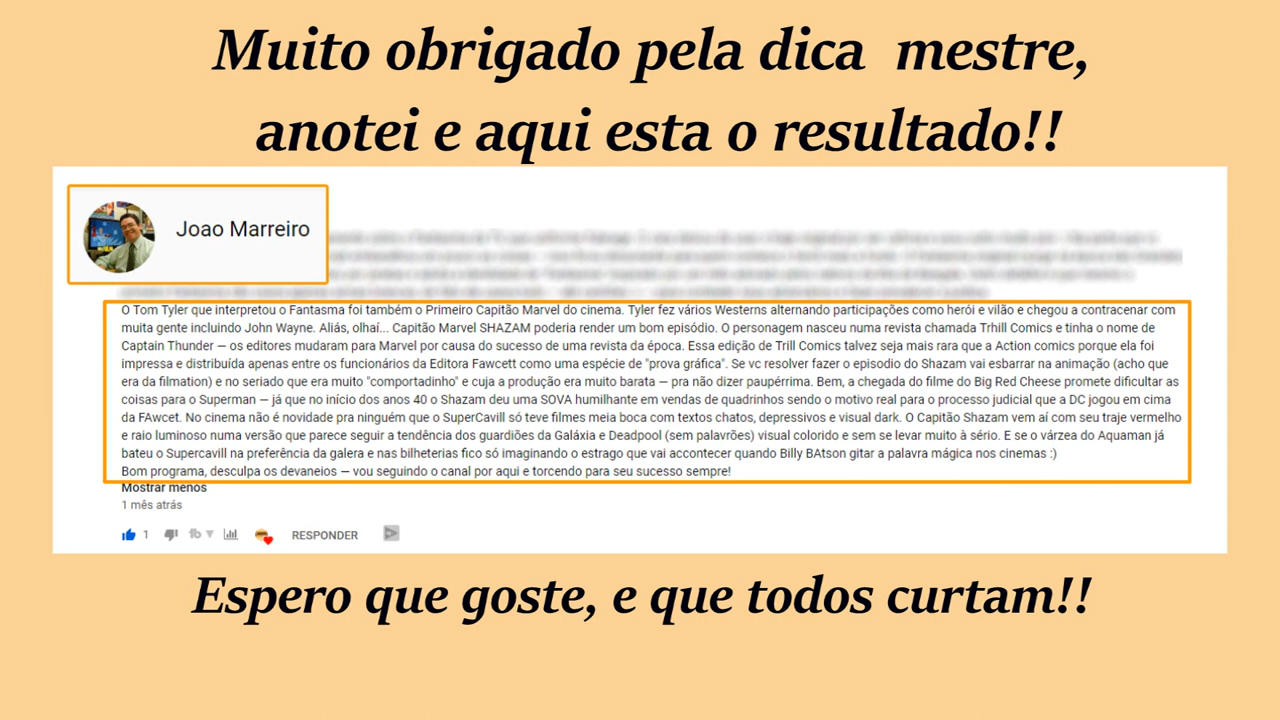 Muito obrigado pela dica mestre,
anotei e aqui esta o resultado!!
Joao Marreiro
O Tom Tyler que interpretou o Fantasma foi também o Primeiro Capitão Marvel do cinema. Tyler fez vários Westerns alternando participações como herói e vilão e chegou a contracenar com
muita gente incluindo John Wayne. Aliás, olhaí... Capitão Marvel SHAZAM poderia render um bom episódio. O personagem nasceu numa revista chamada Trhill Comics e tinha o nome de
Captain Thunder — os editores mudaram para Marvel por causa do sucesso de uma revista da época. Essa edição de Trill Comics talvez seja mais rara que a Action comics porque ela foi
impressa e distribuída apenas entre os funcionários da Editora Fawcett como uma espécie de "prova gráfica". Se vc resolver fazer o episodio do Shazam vai esbarrar na animação (acho que
era da filmation) e no seriado que era muito "comportadinho" e cuja a produção era muito barata — pra não dizer paupérrima. Bem, a chegada do filme do Big Red Cheese promete dificultar as
coisas para o Superman — já que no início dos anos 40 o Shazam deu uma SOVA humilhante em vendas de quadrinhos sendo o motivo real para o processo judicial que a DC jogou em cima
da FAwcet. No cinema não é novidade pra ninguém que o SuperCavill só teve filmes meia boca com textos chatos, depressivos e visual dark. O Capitão Shazam vem aí com seu traje vermelho
e raio luminoso numa versão que parece seguir a tendência dos guardiões da Galáxia e Deadpool (sem palavrões) visual colorido e sem se levar muito à sério. E se o várzea do Aquaman já
bateu o Supercavill na preferência da galera e nas bilheterias fico só imaginando o estrago que vai acontecer quando Billy BAtson gitar a palavra mágica nos cinemas :)
Bom programa, desculpa os devaneios — vou seguindo o canal por aqui e torcendo para seu sucesso sempre!
Mostrar menos
1 mês atrás
1 RESPONDER
Espero que goste, e que todos curtam!!